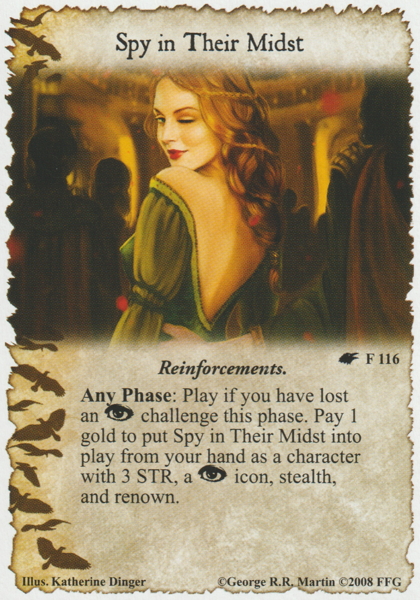 Spy in Their Midst
F 116
Reinforcements.
Any Phase: Play if you have lost
an challenge this phase. Pay 1
gold to put Spy in Their Midst into
play from your hand as a character
with 3 STR, a icon, stealth,
and renown.
Illus. Katherine Dinger ©George R.R. Martin ©2008 FFG